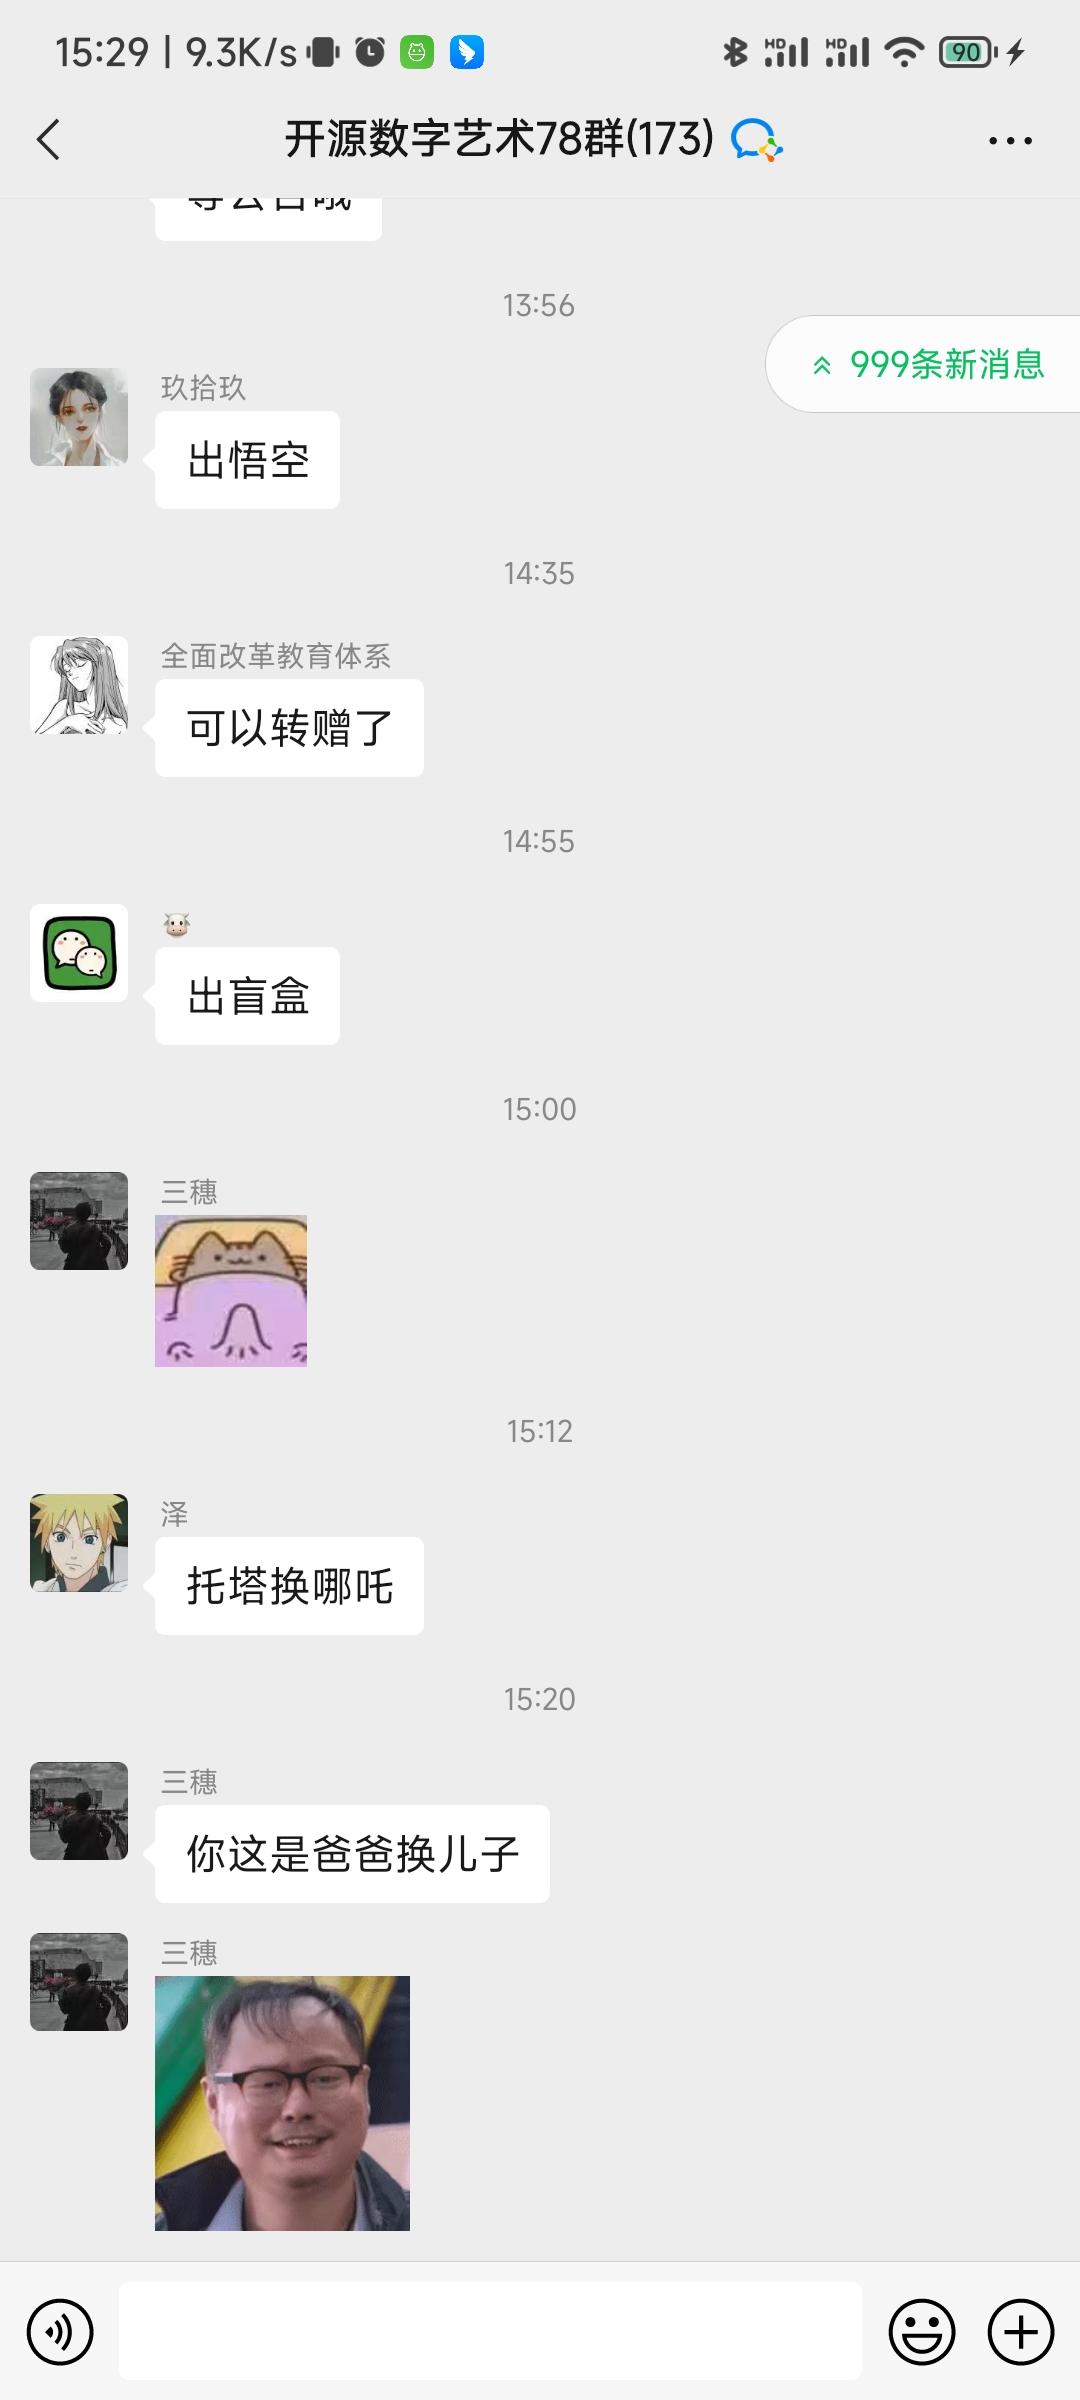 15:29 | 9.3K/s
HD HD 90
开源数字艺术78群(173)
13:56
999条新消息
玖拾玖
出悟空
14:35
全面改革教育体系
可以转赠了
14:55
出盲盒
15:00
三穗
15:12
泽
托塔换哪吒
15:20
三穗
你这是爸爸换儿子
三穗